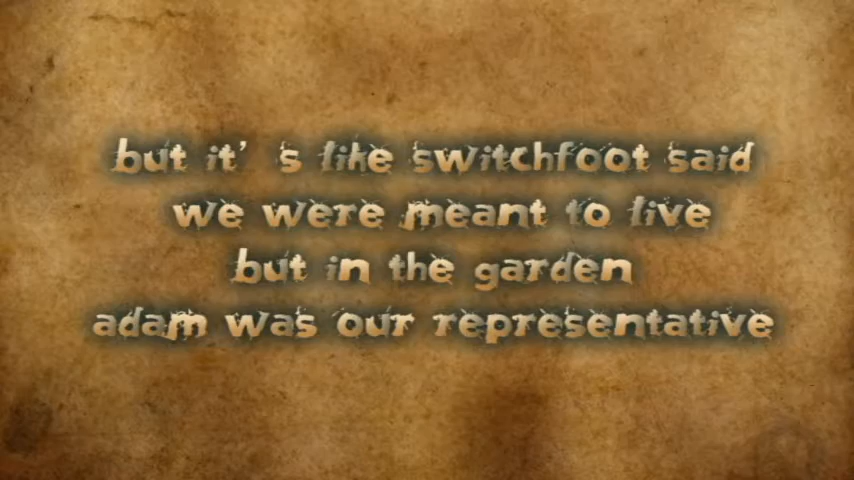 but it's like switchfoot said
we were meant to live
but in the garden
adam was our representative